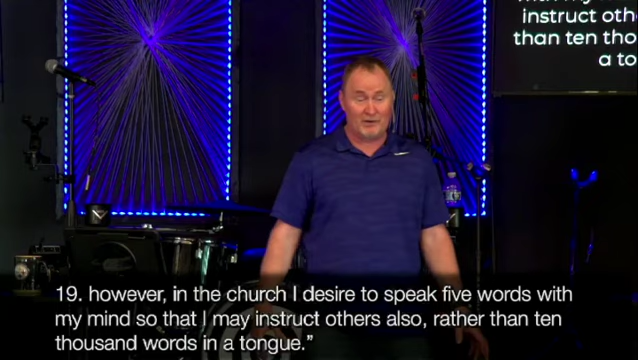 instruct oth
than ten tho
a to
19. however, in the church I desire to speak five words with
my mind so that I may instruct others also, rather than ten
thousand words in a tongue.”